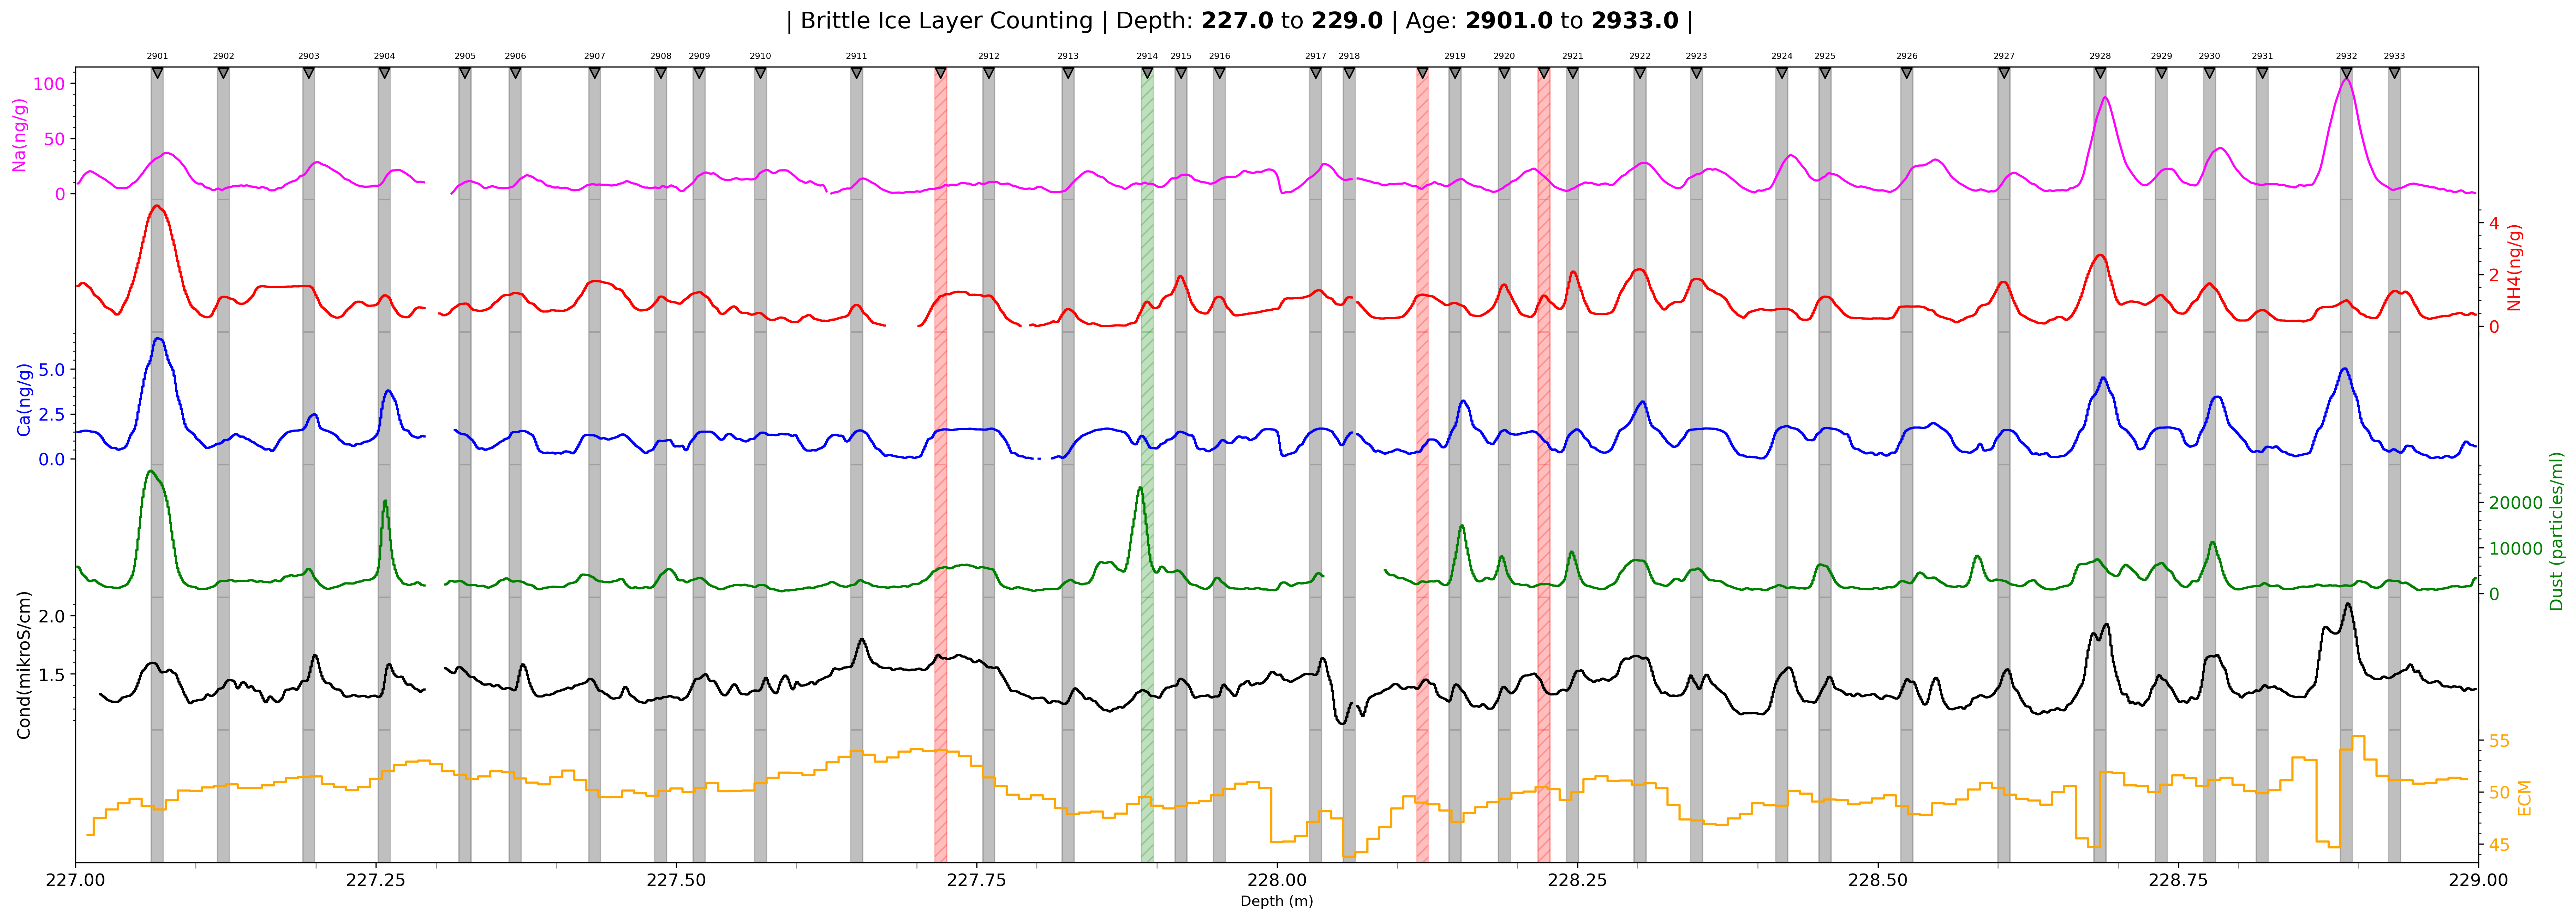 | Brittle Ice Layer Counting | Depth: 227.0 to 229.0 | Age: 2901.0 to 2933.0 |
2901 2902 2903 2904 2905 2906 2907 2908 2909 2910 2911 2912 2913 2914 2915 2916 2917 2918 2919 2920 2921 2922 2923 2924 2925 2926 2927 2928 2929 2930 2931 2932 2933
Na(ng/g)
100
50
0
NH4(ng/g)
4
2
0
Ca(ng/g)
5.0
2.5
0.0
Dust (particles/ml)
20000
10000
0
Cond(mikroS/cm)
2.0
1.5
ECM
55
50
45
227.00 227.25 227.50 227.75 228.00 228.25 228.50 228.75 229.00
Depth (m)